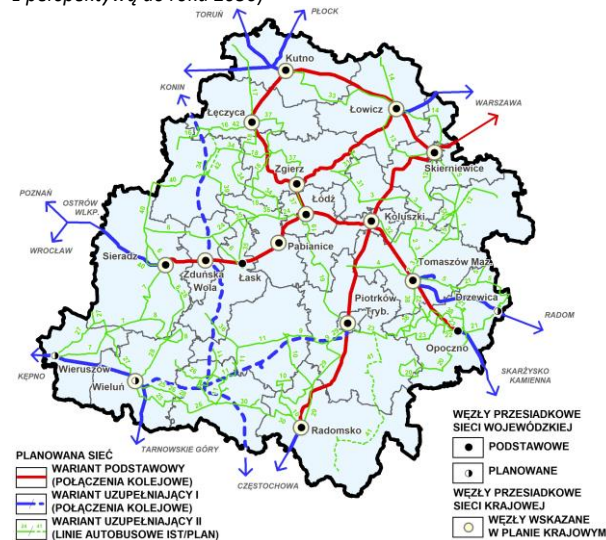 z perspektywą do roku 2030)
TORUŃ
PŁOCK
Kutno
KONIN
Łowicz
WARSZAWA
Łęczyca
Skierniewice
Zgierz
Łódź
POZNAŃ
OSTRÓW
WLKP
Koluszki
Pabianice
WROCŁAW
Sieradz
Zduńska
Wola
Łask
Tomaszów Maz.
Drzewica
Piotrków
Tryb.
RADOM
Opoczno
Wieruszów
KĘPNO
Wieluń
SKARŻYSKO
KAMIENNA
Radomsko
TARNOWSKIE GÓRY
CZĘSTOCHOWA
PLANOWANA SIEĆ
WARIANT PODSTAWOWY
(POŁĄCZENIA KOLEJOWE)
WARIANT UZUPEŁNIAJĄCY I
(POŁĄCZENIA KOLEJOWE)
WARIANT UZUPEŁNIAJĄCY II
(LINIE AUTOBUSOWE IST/PLAN)
WĘZŁY PRZESIADKOWE
SIECI WOJEWÓDZKIEJ
PODSTAWOWE
PLANOWANE
WĘZŁY PRZESIADKOWE
SIECI KRAJOWEJ
WĘZŁY WSKAZANE
W PLANIE KRAJOWYM